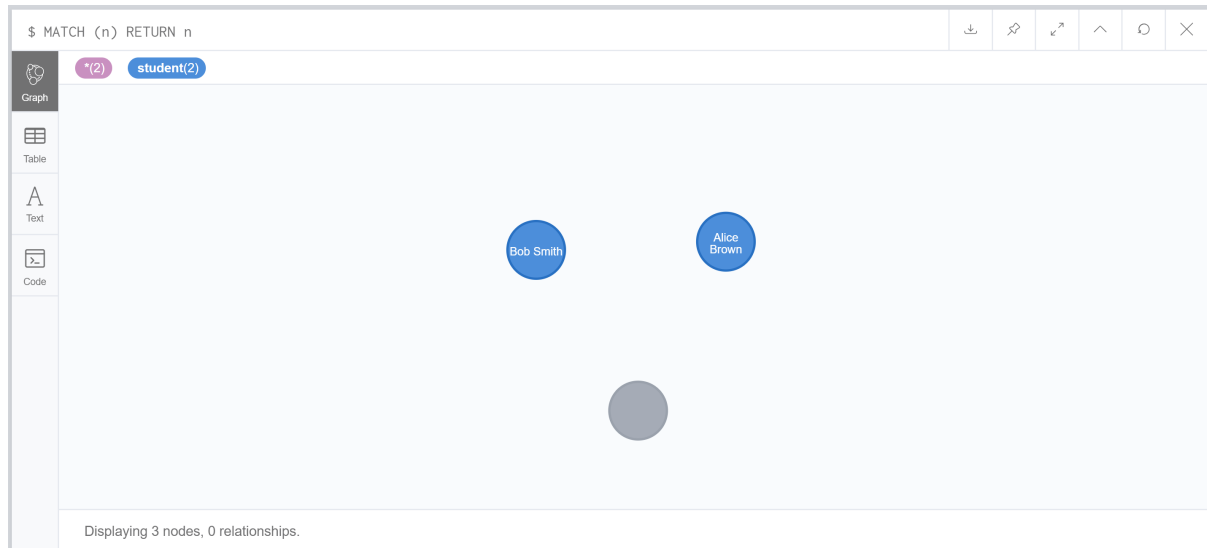 $ MATCH (n) RETURN n
*(2) student(2)
Graph
Table
Text
Code
Bob Smith
Alice
Brown
Displaying 3 nodes, 0 relationships.